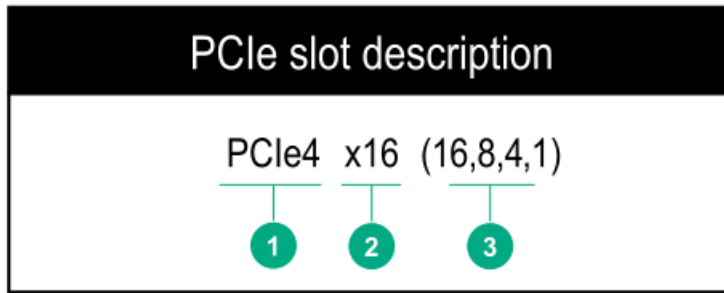 PCIe slot description
PCIe4 x16 (16,8,4,1)
1 2 3